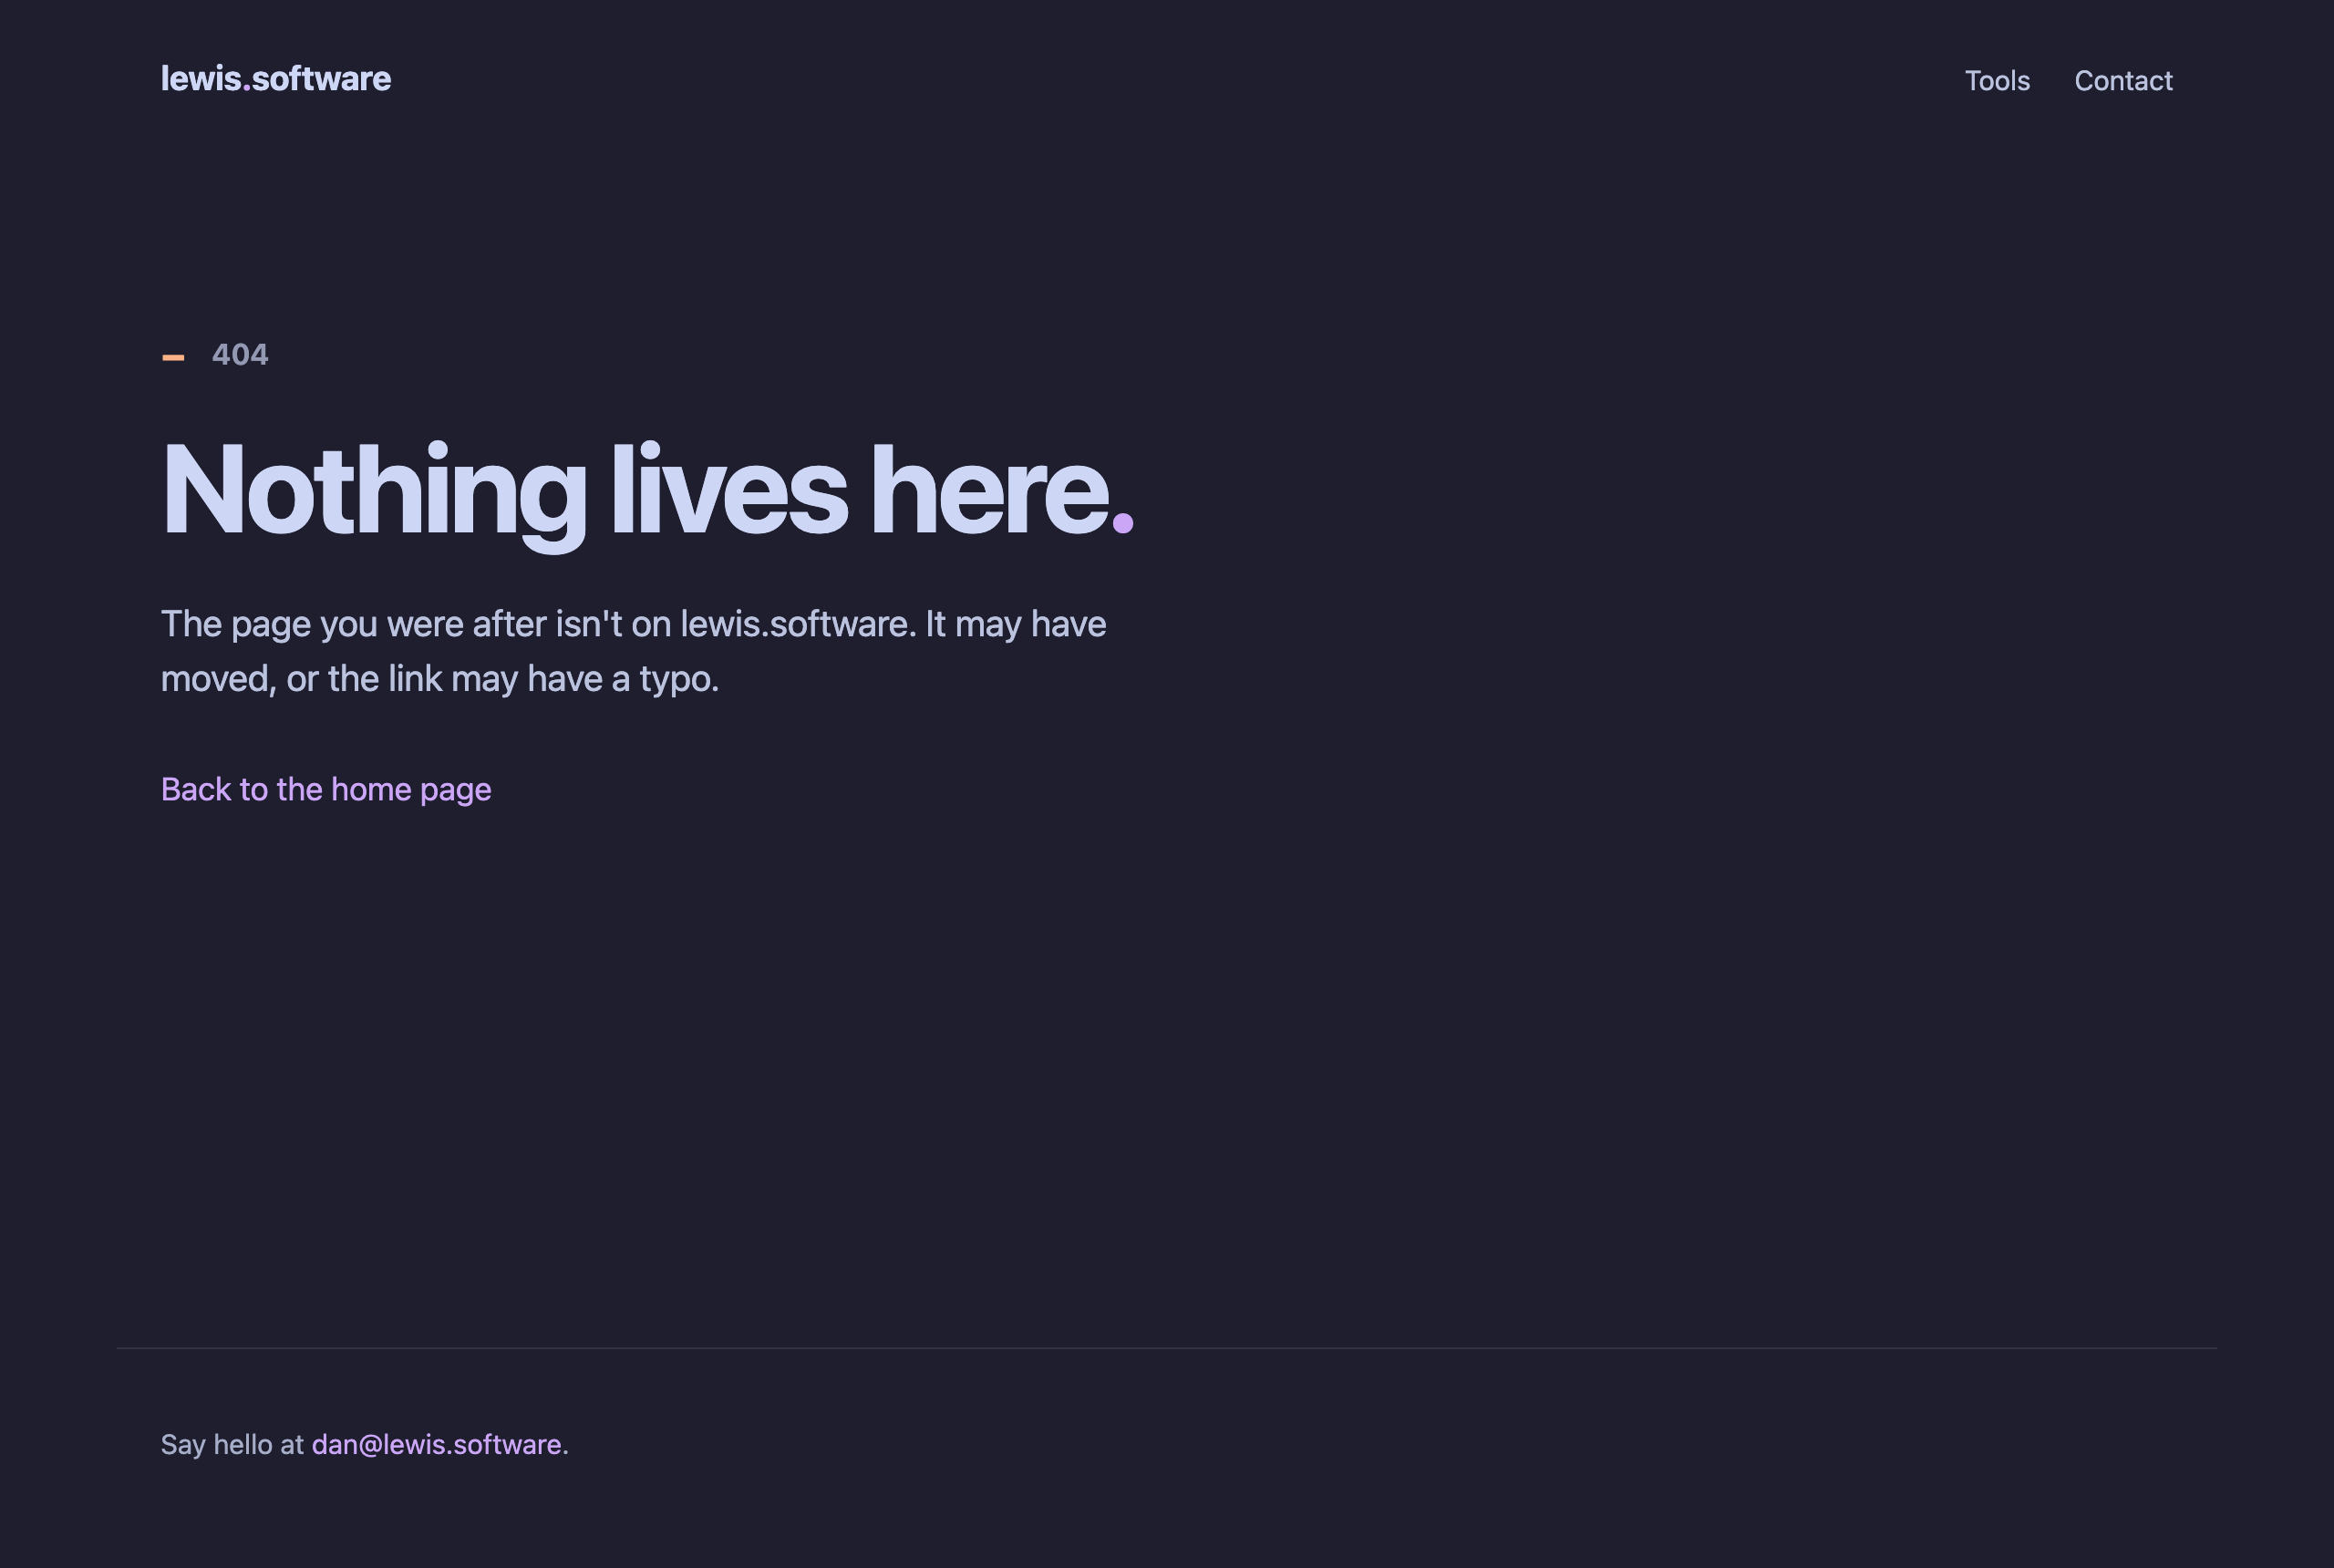 lewis.software
Tools
Contact
404
Nothing lives here.
The page you were after isn't on lewis.software. It may have
moved, or the link may have a typo.
Back to the home page
Say hello at dan@lewis.software.